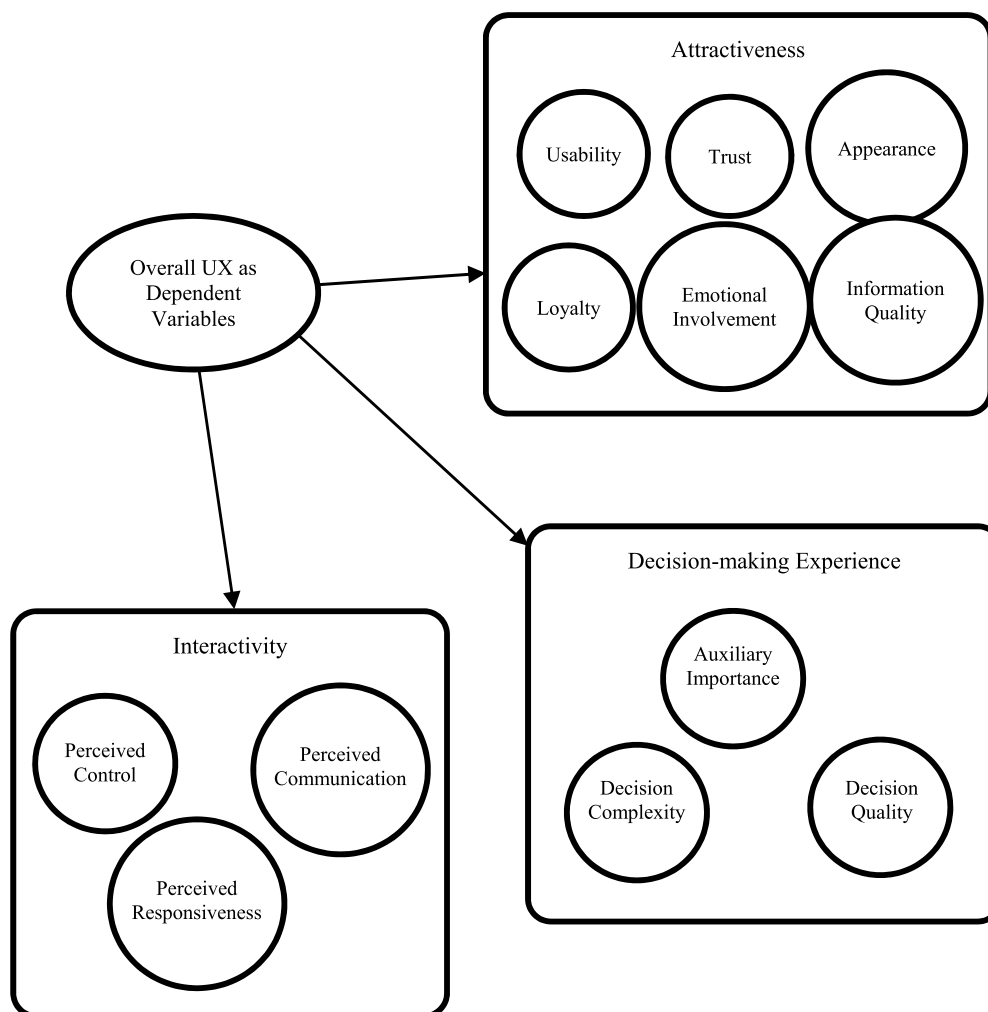 Attractiveness
Usability
Trust
Appearance
Overall UX as
Dependent
Variables
Loyalty
Emotional
Involvement
Information
Quality
Decision-making Experience
Auxiliary
Importance
Decision
Complexity
Decision
Quality
Interactivity
Perceived
Control
Perceived
Communication
Perceived
Responsiveness